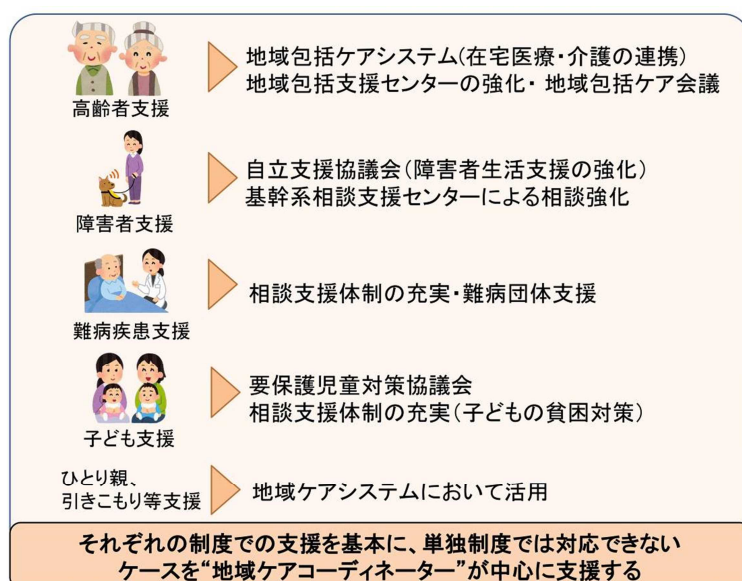 高齢者支援
地域包括ケアシステム(在宅医療・介護の連携)
地域包括支援センターの強化・ 地域包括ケア会議
障害者支援
自立支援協議会(障害者生活支援の強化)
基幹系相談支援センターによる相談強化
難病疾患支援
相談支援体制の充実・難病団体支援
子ども支援
要保護児童対策協議会
相談支援体制の充実(子どもの貧困対策)
ひとり親、
引きこもり等支援
地域ケアシステムにおいて活用
それぞれの制度での支援を基本に、単独制度では対応できない
ケースを“地域ケアコーディネーター”が中心に支援する